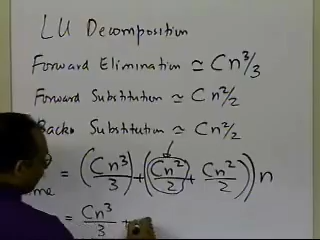 LU Decomposition
Forward Elimination ≃ Cn³/3
Forward Substitution ≃ Cn²/2
Back Substitution ≃ Cn²/2
= (Cn³/3) + (Cn²/2 + Cn²/2) n
= Cn³/3 +